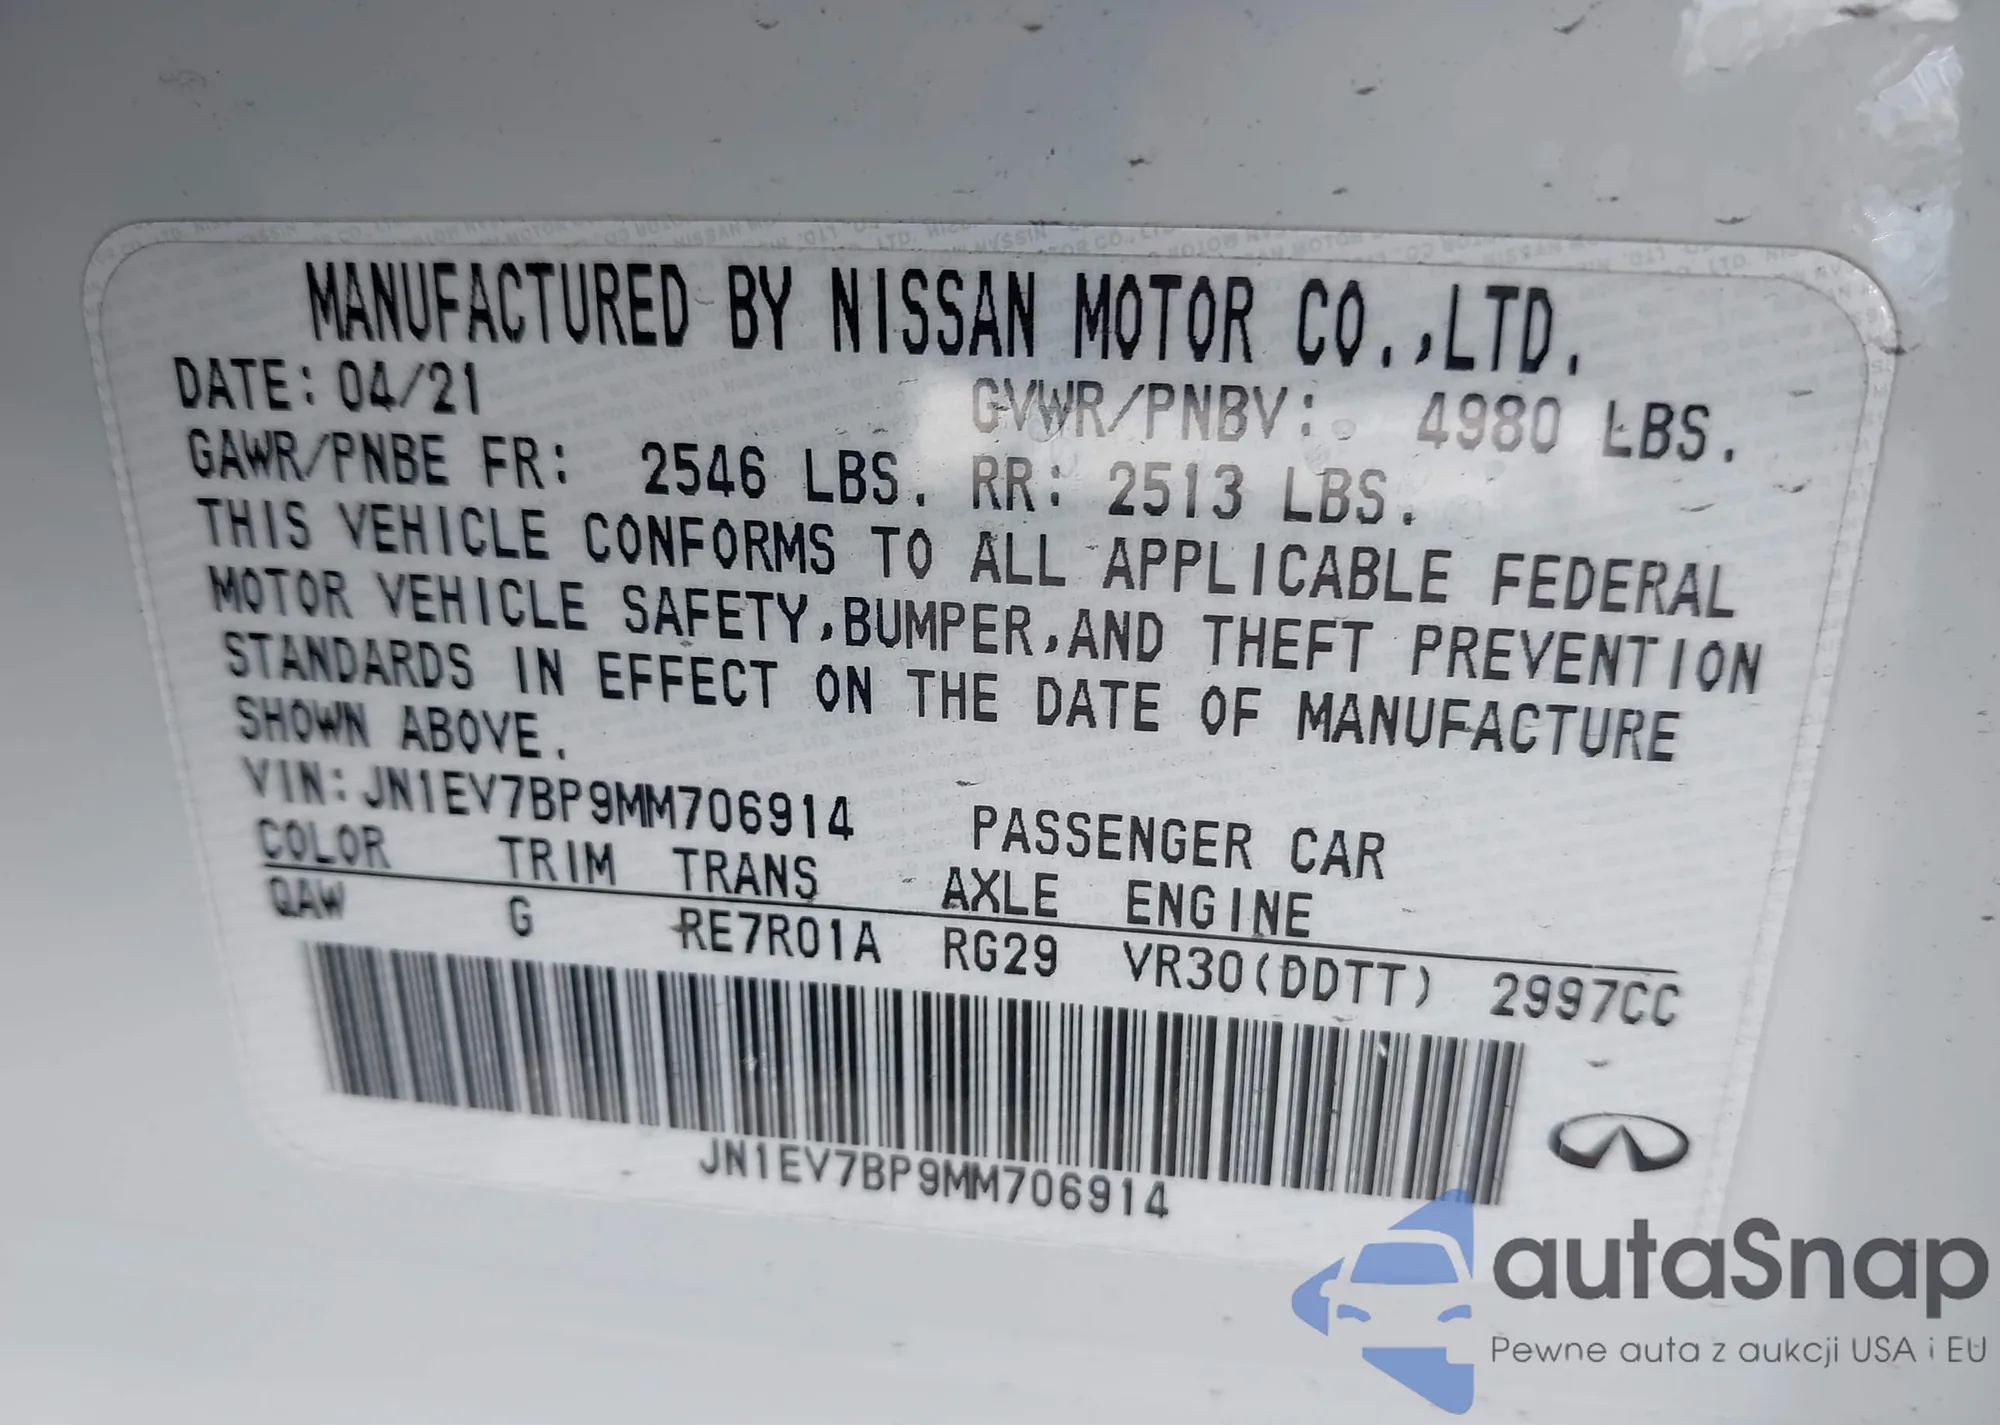 MANUFACTURED BY NISSAN MOTOR CO.,LTD.
DATE: 04/21 GVWR/PNBV: 4980 LBS.
GAWR/PNBE FR: 2546 LBS. RR: 2513 LBS.
THIS VEHICLE CONFORMS TO ALL APPLICABLE FEDERAL
MOTOR VEHICLE SAFETY,BUMPER,AND THEFT PREVENTION
STANDARDS IN EFFECT ON THE DATE OF MANUFACTURE
SHOWN ABOVE.
VIN:JN1EV7BP9MM706914 PASSENGER CAR
COLOR TRIM TRANS AXLE ENGINE
QAW G RE7R01A RG29 VR30(DDTT) 2997CC
JN1EV7BP9MM706914
autaSnap
Pewne auta z aukcji USA i EU